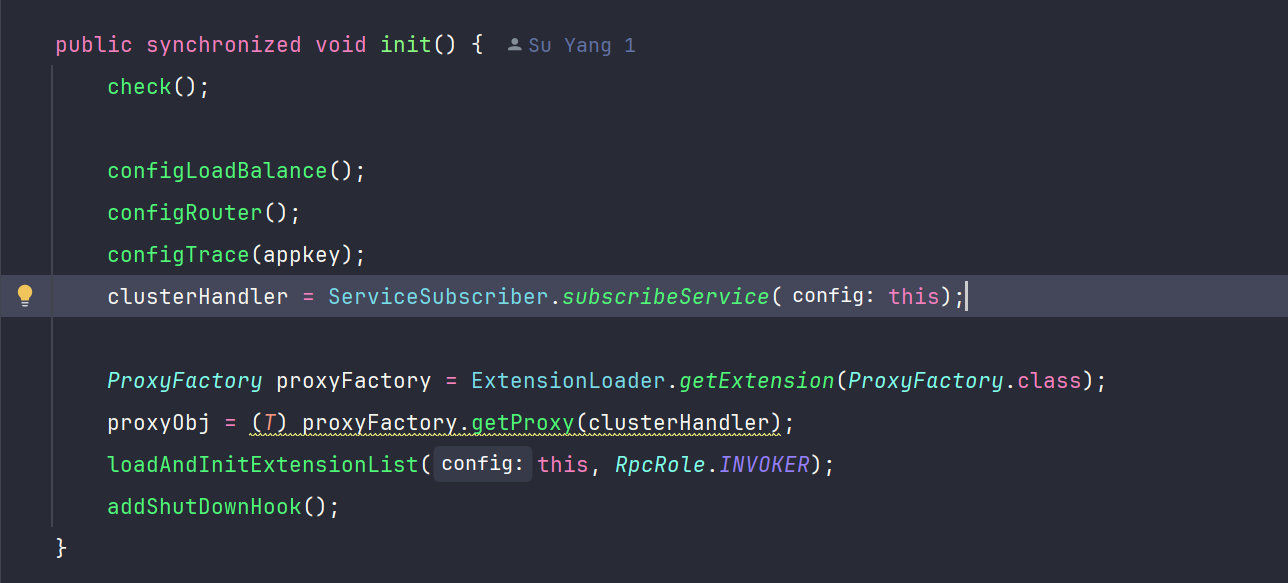 public synchronized void init() { Su Yang 1
check();
configLoadBalance();
configRouter();
configTrace(appkey);
clusterHandler = ServiceSubscriber.subscribeService( config: this);
ProxyFactory proxyFactory = ExtensionLoader.getExtension(ProxyFactory.class);
proxyObj = (T) proxyFactory.getProxy(clusterHandler);
loadAndInitExtensionList( config: this, RpcRole.INVOKER);
addShutDownHook();
}